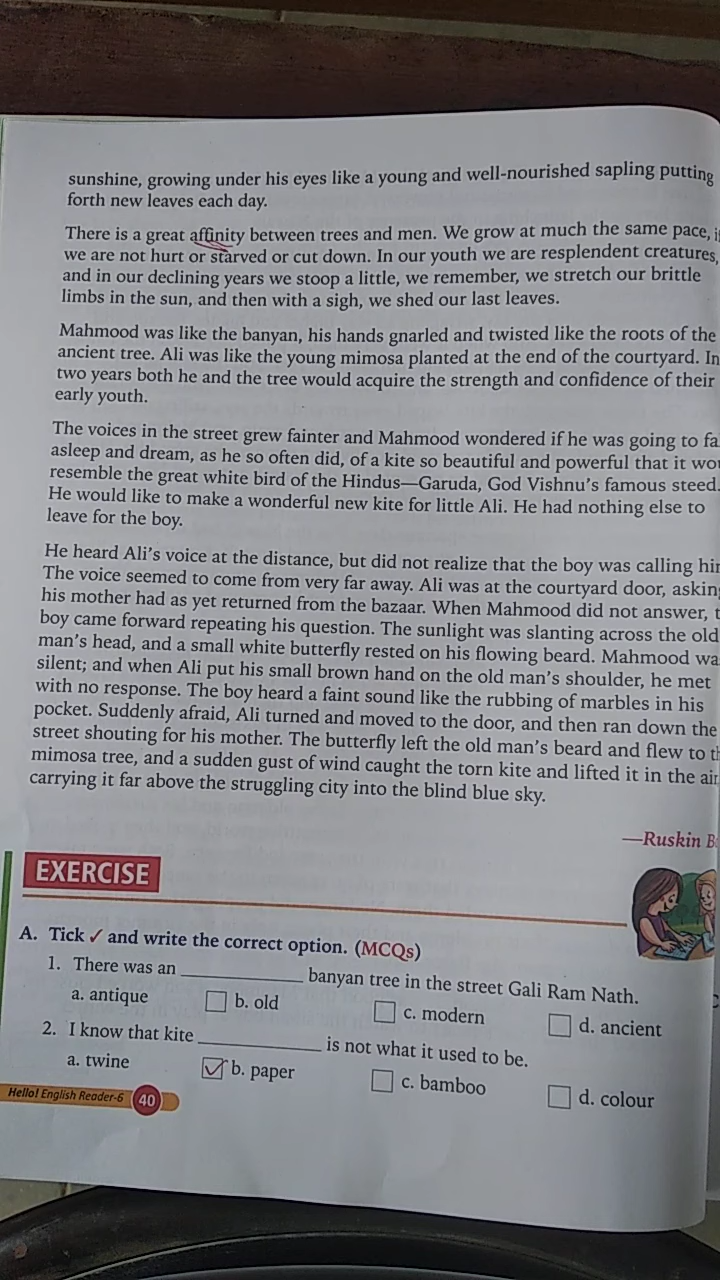 sunshine, growing under his eyes like a young and well-nourished sapling putting
forth new leaves each day.
There is a great affinity between trees and men. We grow at much the same pace,
we are not hurt or starved or cut down. In our youth we are resplendent creatures,
and in our declining years we stoop a little, we remember, we stretch our brittle
limbs in the sun, and then with a sigh, we shed our last leaves.
Mahmood was like the banyan, his hands gnarled and twisted like the roots of the
ancient tree. Ali was like the young mimosa planted at the end of the courtyard. In
two years both he and the tree would acquire the strength and confidence of their
early youth.
The voices in the street grew fainter and Mahmood wondered if he was going to
asleep and dream, as he so often did, of a kite so beautiful and powerful that it
resemble the great white bird of the Hindus—Garuda, God Vishnu's famous steed.
He would like to make a wonderful new kite for little Ali. He had nothing else to
leave for the boy.
He heard Ali's voice at the distance, but did not realize that the boy was calling
The voice seemed to come from very far away. Ali was at the courtyard door,
his mother had as yet returned from the bazaar. When Mahmood did not answer,
boy came forward repeating his question. The sunlight was slanting across the old
man's head, and a small white butterfly rested on his flowing beard. Mahmood
silent; and when Ali put his small brown hand on the old man's shoulder, he met
with no response. The boy heard a faint sound like the rubbing of marbles in his
pocket. Suddenly afraid, Ali turned and moved to the door, and then ran down the
street shouting for his mother. The butterfly left the old man's beard and flew to
mimosa tree, and a sudden gust of wind caught the torn kite and lifted it in the air,
carrying it far above the struggling city into the blind blue sky.
—Ruskin
EXERCISE
A. Tick ✓ and write the correct option. (MCQs)
1. There was an ____________ banyan tree in the street Gali Ram Nath.
a. antique b. old c. modern d. ancient
2. I know that kite ____________ is not what it used to be.
a. twine b. paper c. bamboo d. colour
Hello! English Reader-6 40